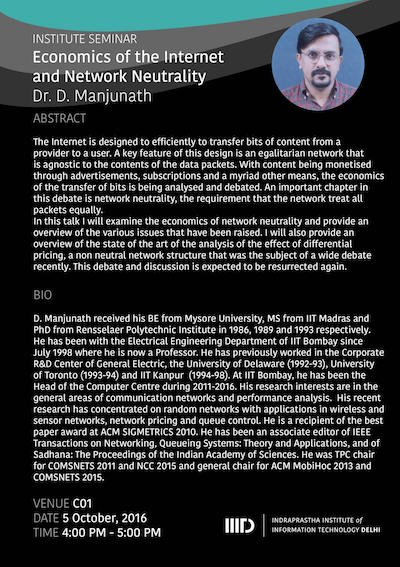 INSTITUTE SEMINAR
Economics of the Internet
and Network Neutrality
Dr. D. Manjunath
ABSTRACT
The Internet is designed to efficiently to transfer bits of content from a
provider to a user. A key feature of this design is an egalitarian network that
is agnostic to the contents of the data packets. With content being monetised
through advertisements, subscriptions and a myriad other means, the economics
of the transfer of bits is being analysed and debated. An important chapter in
this debate is network neutrality, the requirement that the network treat all
packets equally.
In this talk I will examine the economics of network neutrality and provide an
overview of the various issues that have been raised. I will also provide an
overview of the state of the art of the analysis of the effect of differential
pricing, a non neutral network structure that was the subject of a wide debate
recently. This debate and discussion is expected to be resurrected again.
BIO
D. Manjunath received his BE from Mysore University, MS from IIT Madras and
PhD from Rensselaer Polytechnic Institute in 1986, 1989 and 1993 respectively.
He has been with the Electrical Engineering Department of IIT Bombay since
July 1998 where he is now a Professor. He has previously worked in the Corporate
R&D Center of General Electric, the University of Delaware (1992-93), University
of Toronto (1993-94) and IIT Kanpur (1994-98). At IIT Bombay, he has been the
Head of the Computer Centre during 2011-2016. His research interests are in the
general areas of communication networks and performance analysis. His recent
research has concentrated on random networks with applications in wireless and
sensor networks, network pricing and queue control. He is a recipient of the best
paper award at ACM SIGMETRICS 2010. He has been an associate editor of IEEE
Transactions on Networking, Queueing Systems: Theory and Applications, and of
Sadhana: The Proceedings of the Indian Academy of Sciences. He was TPC chair
for COMSNETS 2011 and NCC 2015 and general chair for ACM MobiHoc 2013 and
COMSNETS 2015.
VENUE C01
DATE 5 October, 2016
TIME 4:00 PM - 5:00 PM
IIID
INDRAPRASTHA INSTITUTE of
INFORMATION TECHNOLOGY DELHI